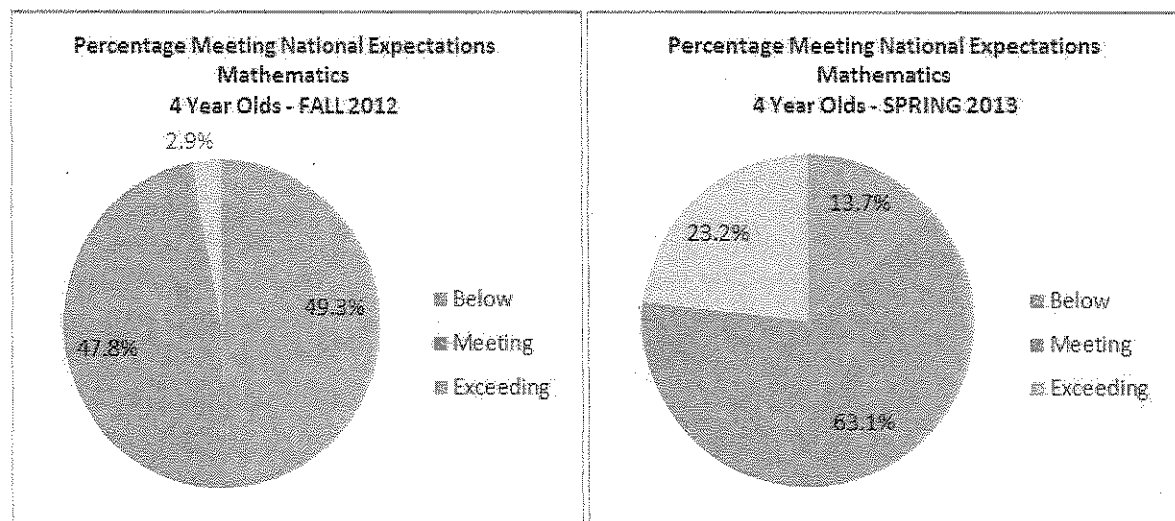 Percentage Meeting National Expectations
Mathematics
4 Year Olds - FALL 2012
2.9%
49.3%
47.8%
Below
Meeting
Exceeding
Percentage Meeting National Expectations
Mathematics
4 Year Olds - SPRING 2013
13.7%
23.2%
63.1%
Below
Meeting
Exceeding